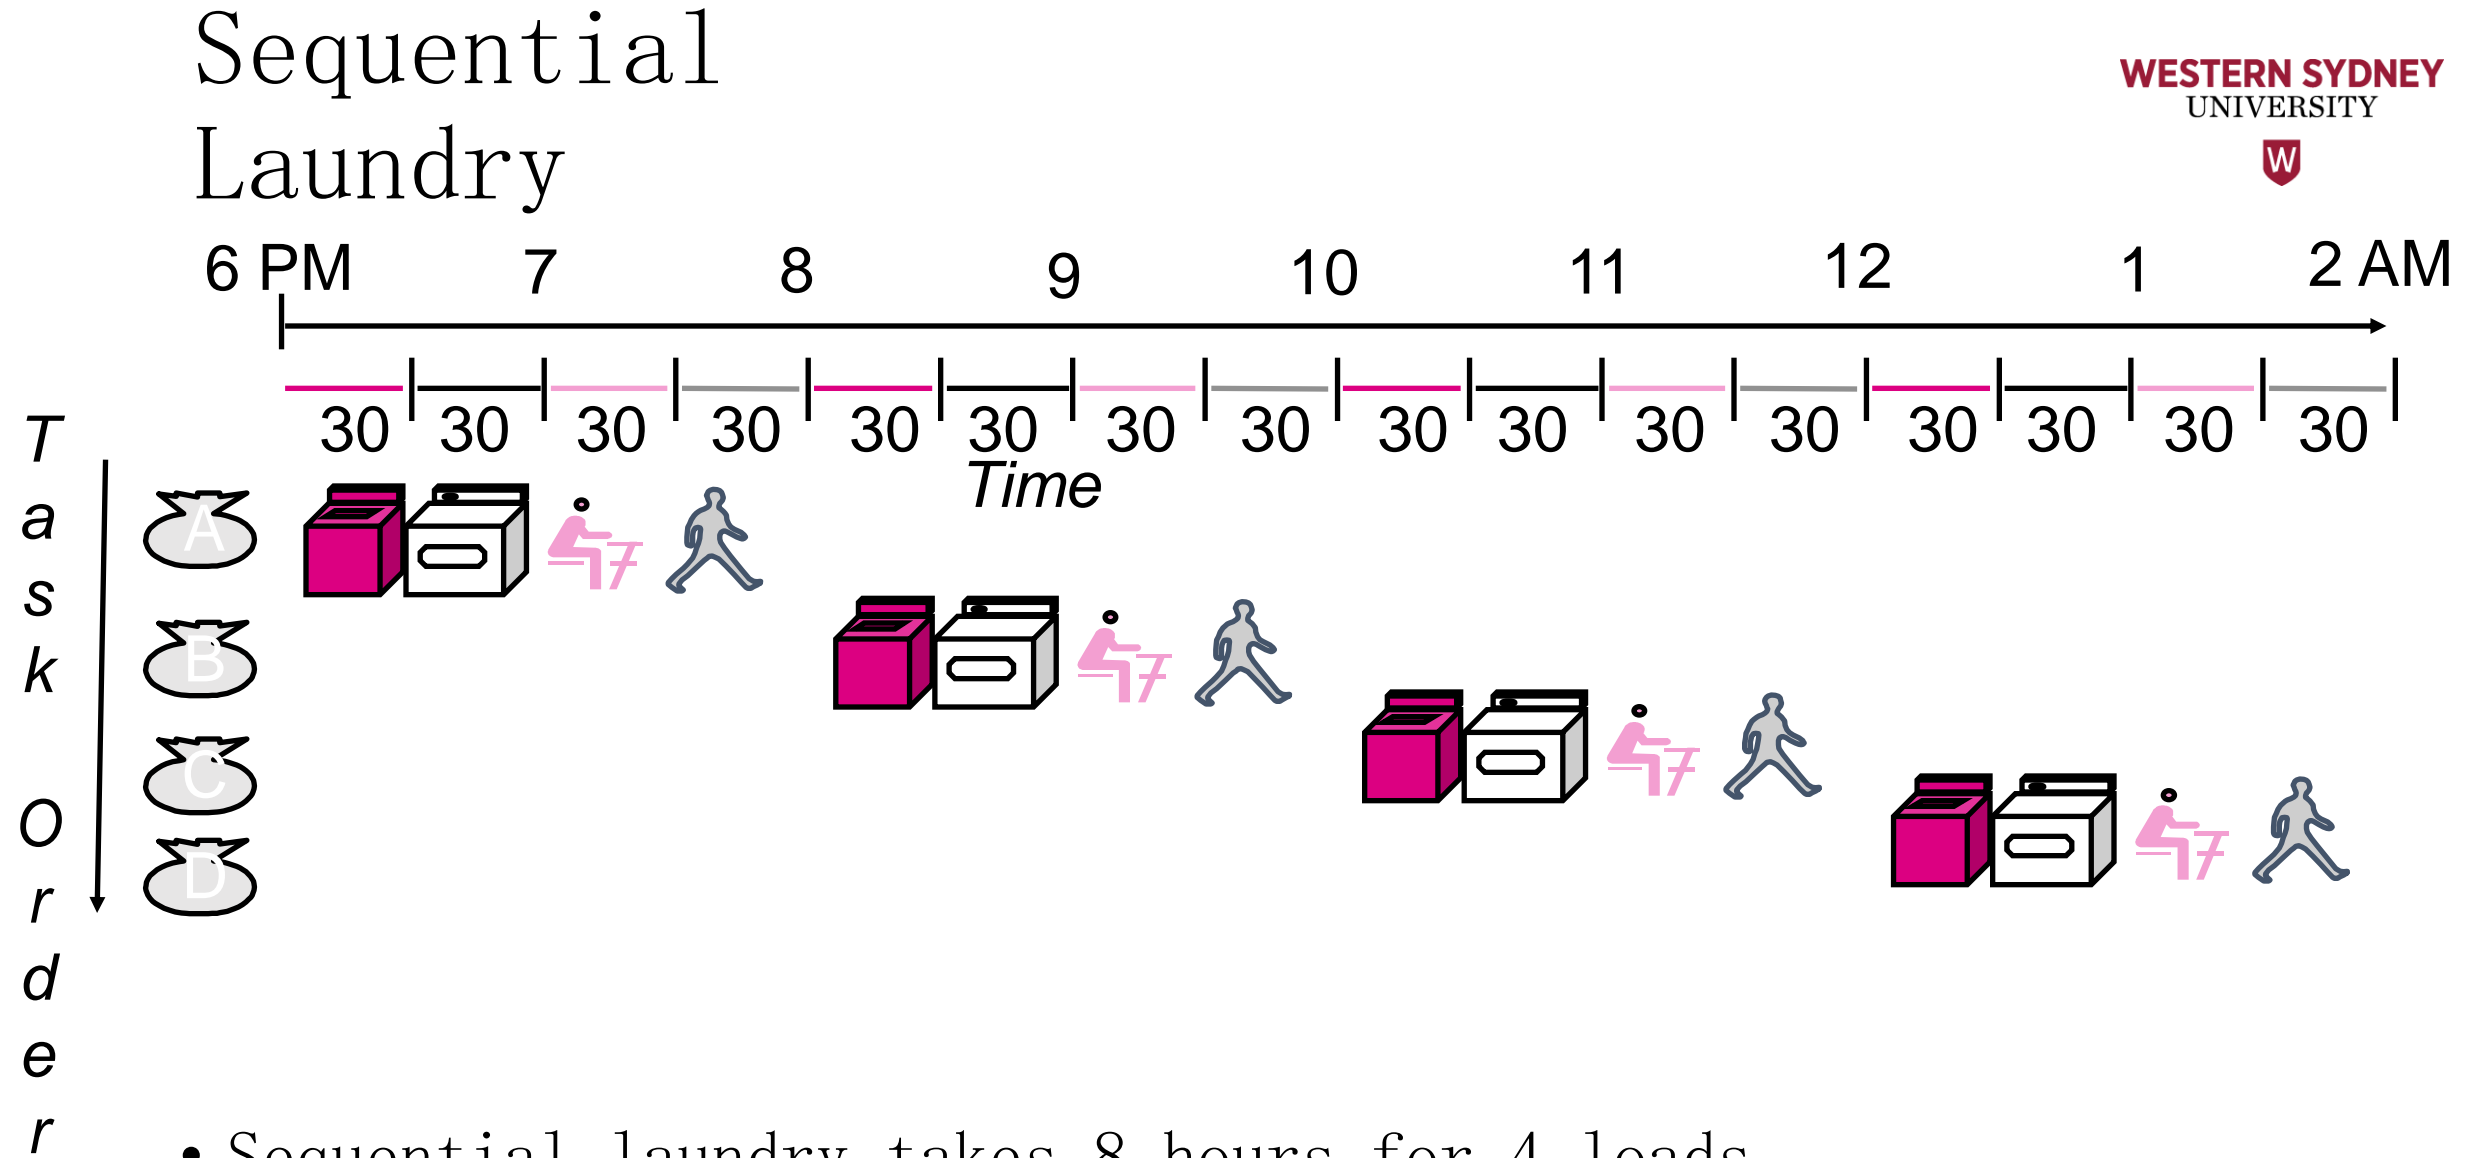 Sequential
Laundry
WESTERN SYDNEY
UNIVERSITY
W
6 PM 7 8 9 10 11 12 1 2 AM
30 30 30 30 30 30 30 30 30 30 30 30 30 30 30 30
Time
Task Order
A
B
C
D
• Sequential laundry takes 8 hours for 4 loads